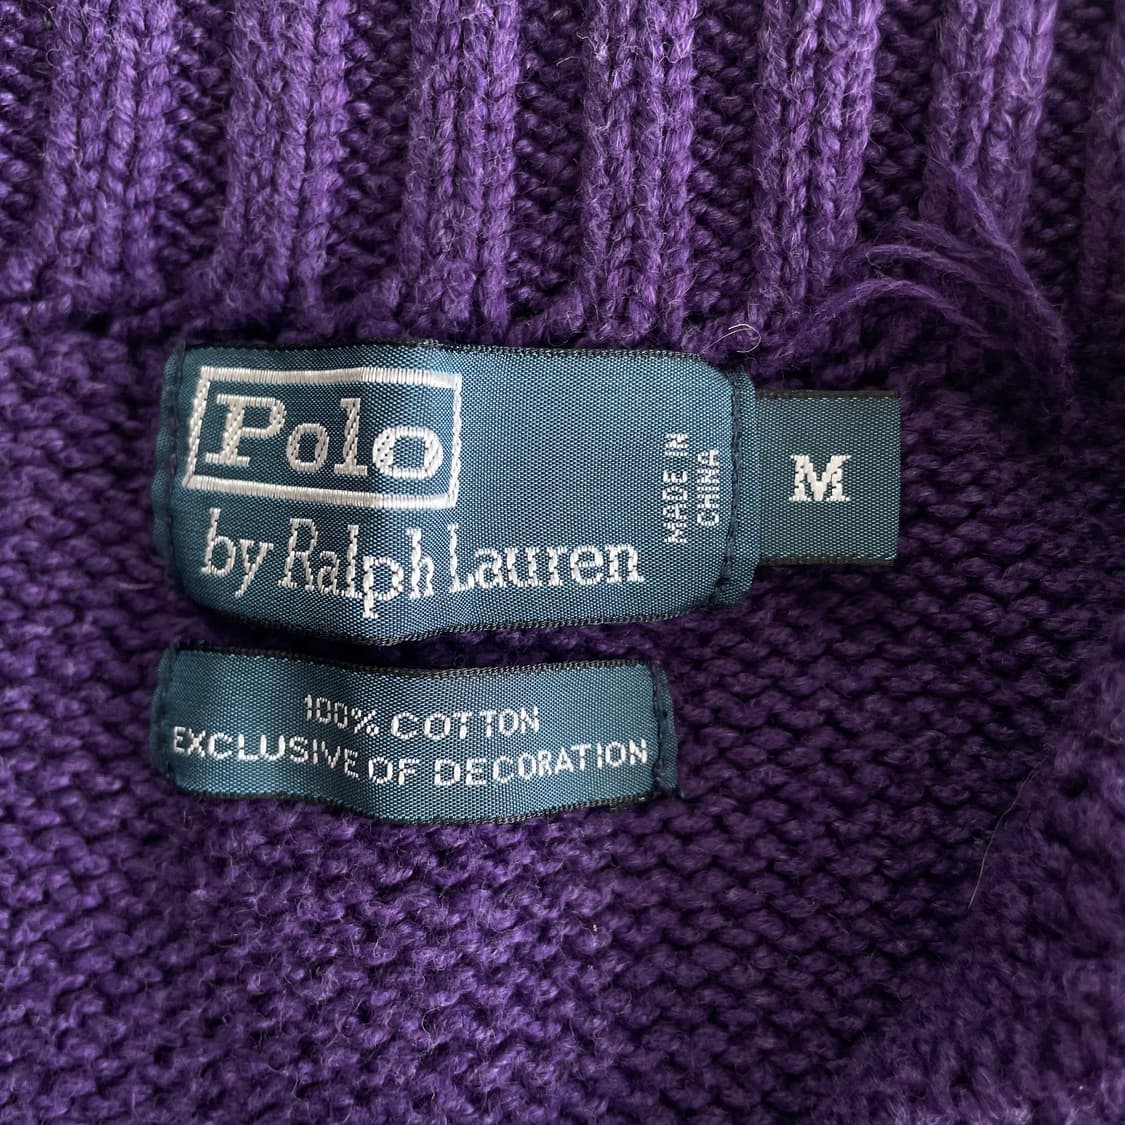 Polo
by Ralph Lauren
MADE IN
CHINA
M
100% COTTON
EXCLUSIVE OF DECORATION